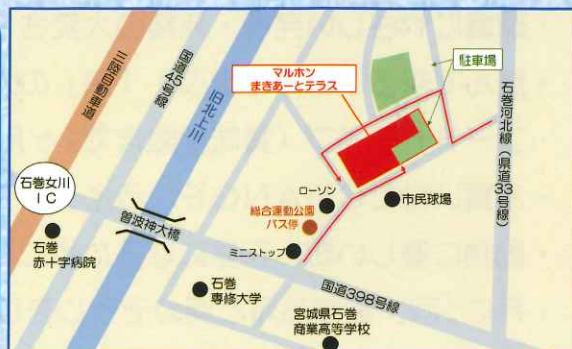 三陸自動車道
国道45号線
旧北上川
マルホン
まきあーとテラス
駐車場
石巻河北線（県道33号線）
石巻女川
IC
ローソン
市民球場
総合運動公園
バス停
石巻
赤十字病院
曽波神大橋
ミニストップ
石巻
専修大学
国道398号線
宮城県石巻
商業高等学校